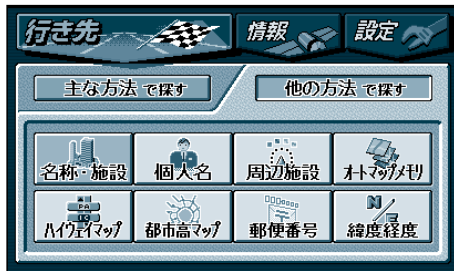 行き先 情報 設定
主な方法 で探す 他の方法 で探す
名称・施設 個人名 周辺施設 オートマップメモリ
PA
ハイウェイマップ 都市高マップ 郵便番号 N/E 緯度経度